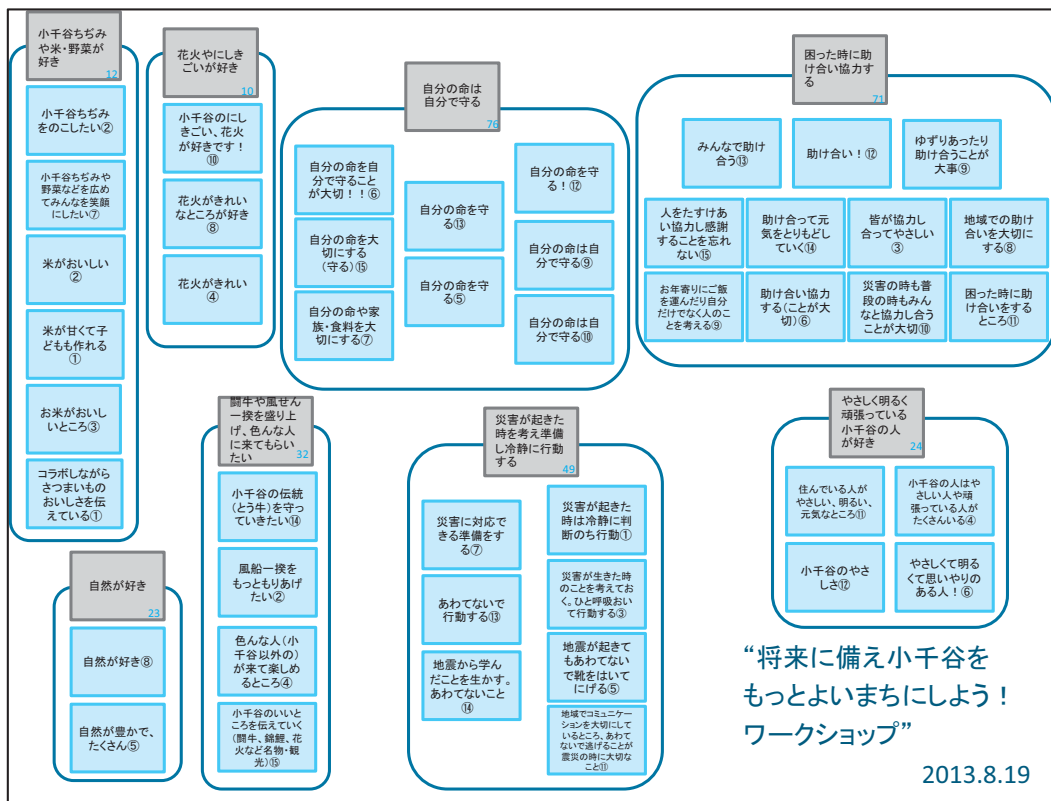 小千谷ちぢみ
や米・野菜が
好き
12
小千谷ちぢみ
をのこしたい②
小千谷ちぢみや
野菜などを広め
てみんなを笑顔
にしたい⑦
米がおいしい
②
米が甘くて子
どもも作れる
①
お米がおいし
いところ③
コラボしながら
さつまいもの
おいしさを伝
えている①
花火やにしき
ごいが好き
10
小千谷のにし
きごい、花火
が好きです！
⑩
花火がきれい
なところが好き
⑧
花火がきれい
④
自分の命は
自分で守る
76
自分の命を自
分で守ること
が大切！！⑥
自分の命を大
切にする
（守る）⑮
自分の命や家
族・食料を大
切にする⑦
自分の命を守
る⑬
自分の命を
守る⑤
自分の命を守
る！⑫
自分の命は自
分で守る⑨
自分の命は自
分で守る⑩
困った時に助
け合い協力す
る
71
みんなで助け
合う⑬
助け合い！⑫
ゆずりあったり
助け合うことが
大事⑨
人をたすけあ
い協力し感謝
することを忘れ
ない⑮
助け合って元
気をとりもどし
ていく⑭
皆が協力し
合ってやさしい
③
地域での助け
合いを大切に
する⑧
お年寄りにご飯
を運んだり自分
だけでなく人のこ
とを考える⑨
助け合い協力
する（ことが大
切）⑥
災害の時も普
段の時もみん
なと協力し合う
ことが大切⑩
困った時に助
け合いをする
ところ⑪
自然が好き
23
自然が好き⑧
自然が豊かで、
たくさん⑤
闘牛や風せん
一揆を盛り上
げ、色んな人
に来てもらい
たい
32
小千谷の伝統
（とう牛）を守っ
ていきたい⑭
風船一揆を
もっともりあげ
たい②
色んな人（小
千谷以外の）
が来て楽しめ
るところ④
小千谷のいいと
ころを伝えていく
（闘牛、錦鯉、花
火など名物・観
光）⑮
災害が起きた
時を考え準備
し冷静に行動
する
49
災害に対応で
きる準備をす
る⑦
あわてないで
行動する⑬
地震から学ん
だことを生かす。
あわてないこと
⑭
災害が起きた
時は冷静に判
断のち行動①
災害が生きた時
のことを考えてお
く。ひと呼吸おい
て行動する③
地震が起きて
もあわてない
で靴をはいて
にげる⑤
地域でコミュニケー
ションを大切にして
いるところ、あわて
ないで逃げることが
震災の時に大切な
こと⑪
やさしく明るく
頑張っている
小千谷の人
が好き
24
住んでいる人が
やさしい、明るい、
元気なところ⑪
小千谷の人は
やさしい人や頑
張っている人が
たくさんいる④
小千谷のやさ
しさ⑫
やさしくて明る
くて思いやりの
ある人！⑥
“将来に備え小千谷を
もっとよいまちにしよう！
ワークショップ”
2013.8.19